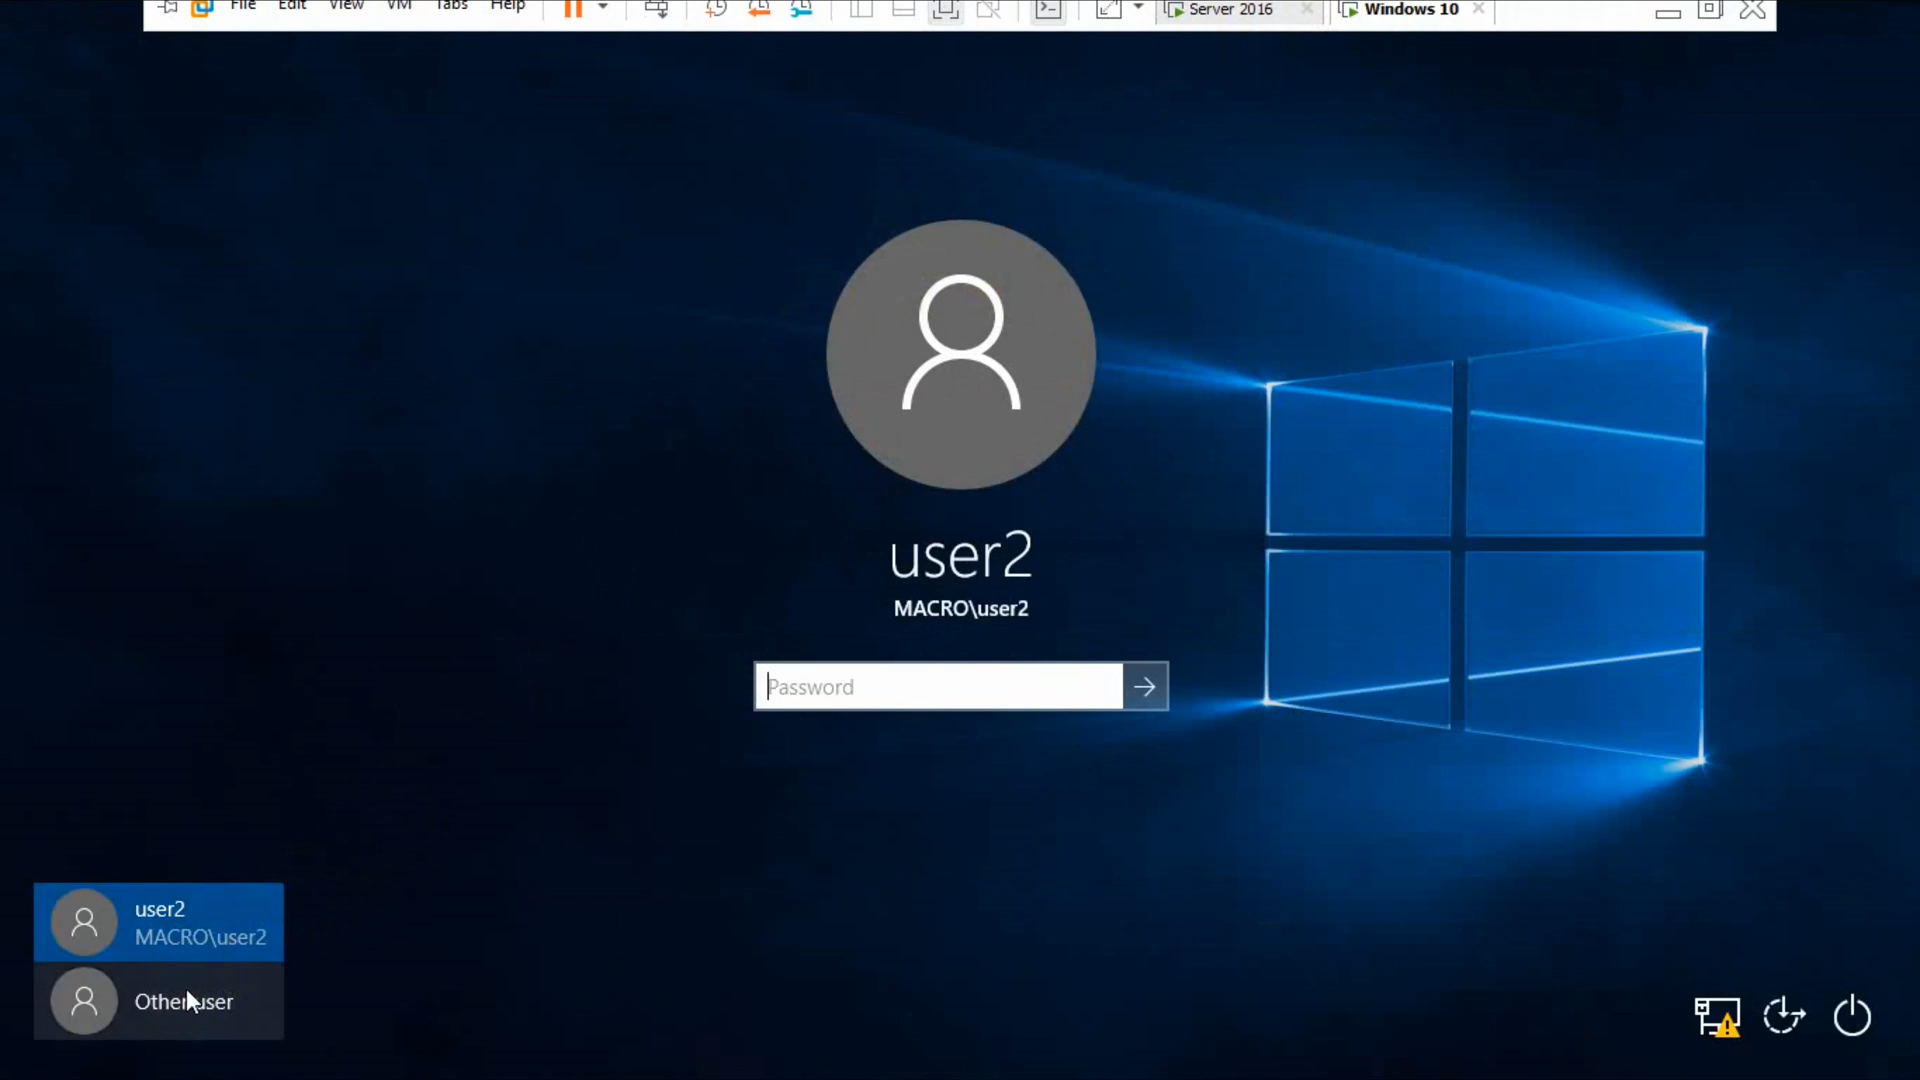 File Edit View VM Tabs Help Server 2016 Windows 10
user2
MACRO\user2
Password
user2
MACRO\user2
Other user